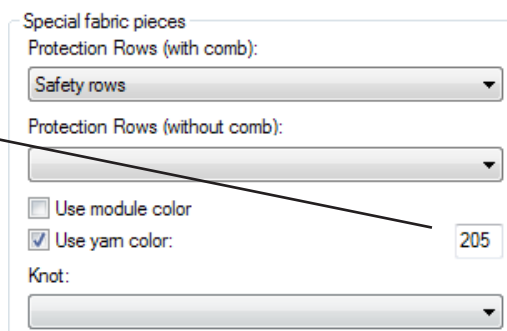 Special fabric pieces
Protection Rows (with comb):
Safety rows
Protection Rows (without comb):
Use module color
Use yarn color: 205
Knot: